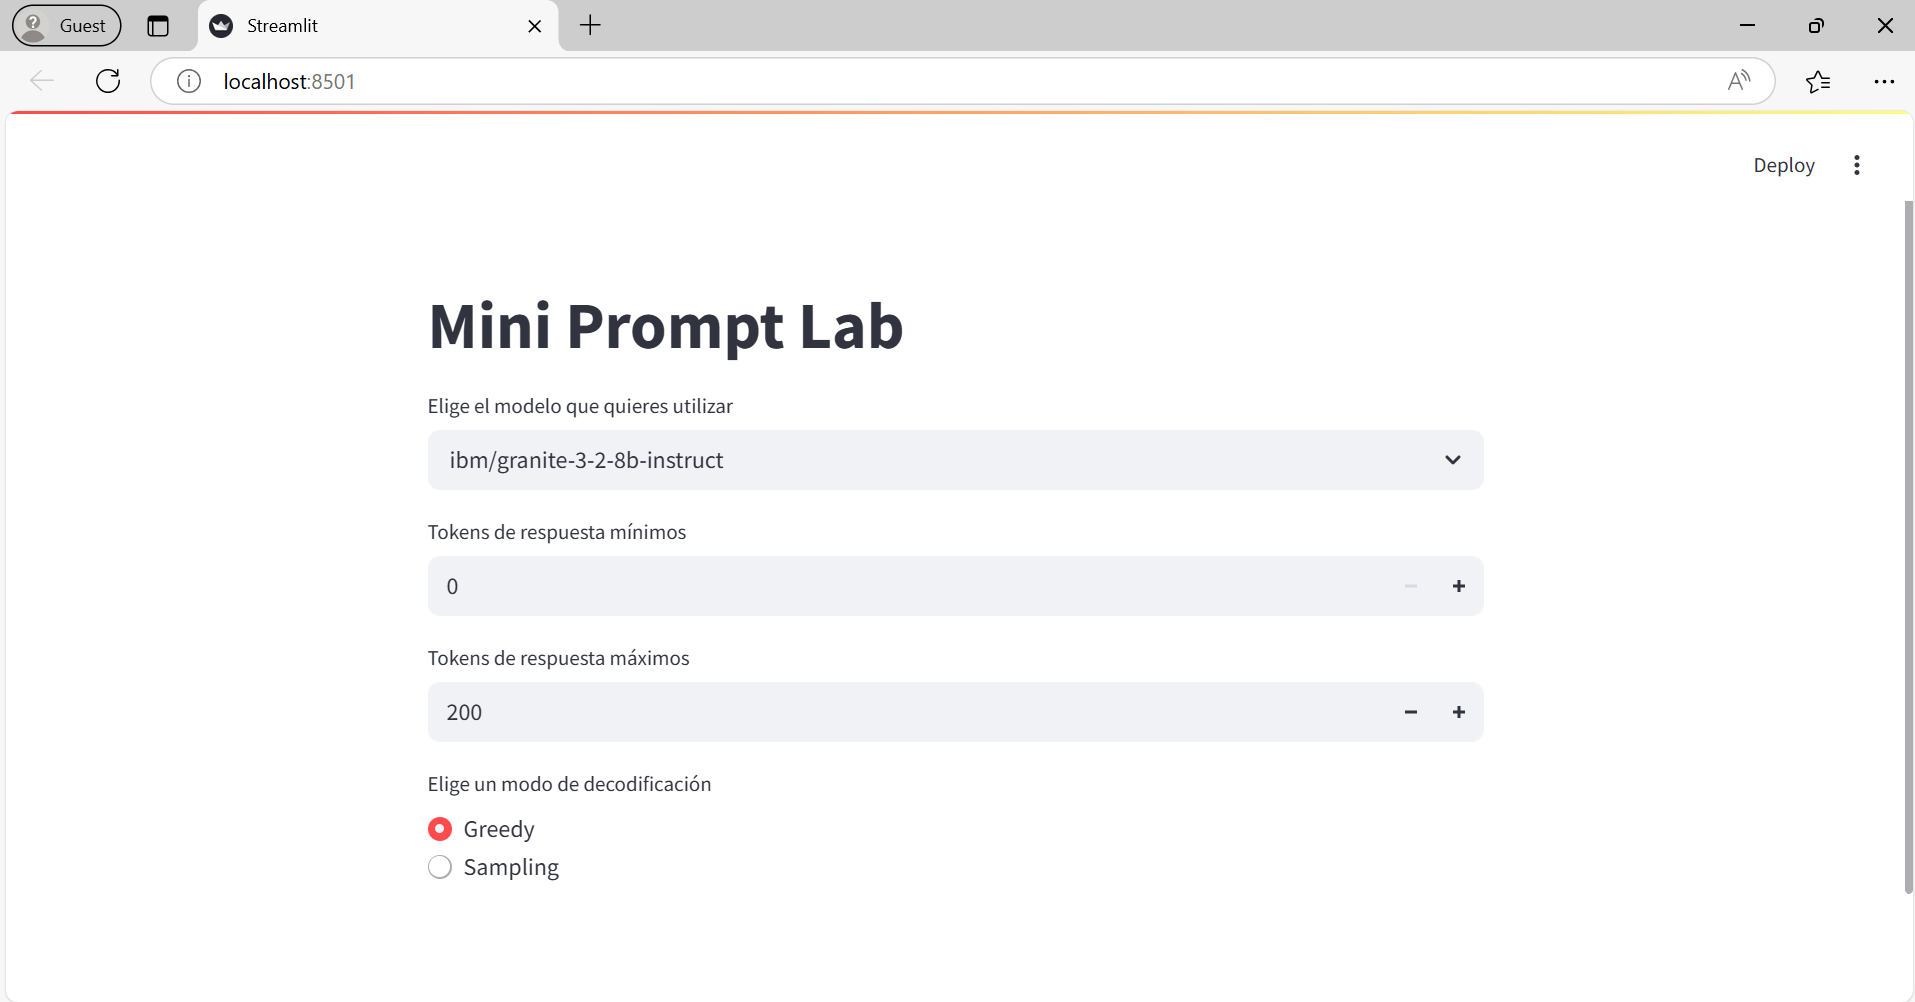 Guest
Streamlit
localhost:8501
Deploy
Mini Prompt Lab
Elige el modelo que quieres utilizar
ibm/granite-3-2-8b-instruct
Tokens de respuesta mínimos
0
Tokens de respuesta máximos
200
Elige un modo de decodificación
Greedy
Sampling